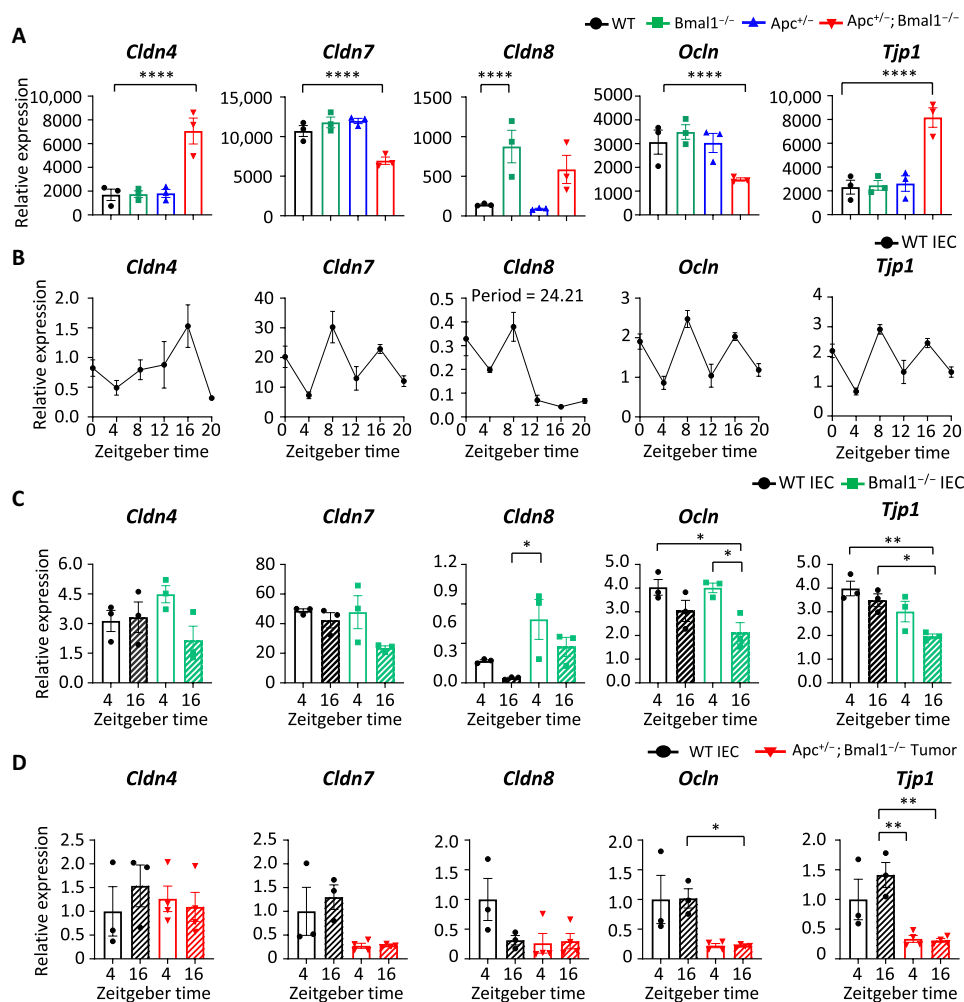 WT Bmal1−/− Apc+/− Apc+/−; Bmal1−/−
A
Cldn4 Cldn7 Cldn8 Ocln Tjp1
**** **** **** **** ****
Relative expression
10,000 8000 6000 4000 2000 0
15,000 10,000 5000 0
1500 1000 500 0
5000 4000 3000 2000 1000 0
10,000 8000 6000 4000 2000 0
WT IEC
B
Cldn4 Cldn7 Cldn8 Ocln Tjp1
Period = 24.21
Relative expression
2.0 1.5 1.0 0.5 0.0
40 30 20 10 0
0.5 0.4 0.3 0.2 0.1 0.0
3 2 1 0
4 3 2 1 0
0 4 8 12 16 20 0 4 8 12 16 20 0 4 8 12 16 20 0 4 8 12 16 20 0 4 8 12 16 20
Zeitgeber time Zeitgeber time Zeitgeber time Zeitgeber time Zeitgeber time
WT IEC Bmal1−/− IEC
C
Cldn4 Cldn7 Cldn8 Ocln Tjp1
* * * ** *
Relative expression
6.0 4.5 3.0 1.5 0.0
80 60 40 20 0
1.2 0.6 0.3 0.0
5.0 4.0 3.0 2.0 1.0 0.0
5.0 4.0 3.0 2.0 1.0 0.0
4 16 4 16 4 16 4 16 4 16 4 16 4 16 4 16 4 16 4 16
Zeitgeber time Zeitgeber time Zeitgeber time Zeitgeber time Zeitgeber time
WT IEC Apc+/−; Bmal1−/− Tumor
D
Cldn4 Cldn7 Cldn8 Ocln Tjp1
* ** **
Relative expression
2.5 2.0 1.5 1.0 0.5 0.0
2.5 2.0 1.5 1.0 0.5 0
2.0 1.5 1.0 0.5 0
2.0 1.5 1.0 0.5 0
2.0 1.5 1.0 0.5 0
4 16 4 16 4 16 4 16 4 16 4 16 4 16 4 16 4 16 4 16
Zeitgeber time Zeitgeber time Zeitgeber time Zeitgeber time Zeitgeber time